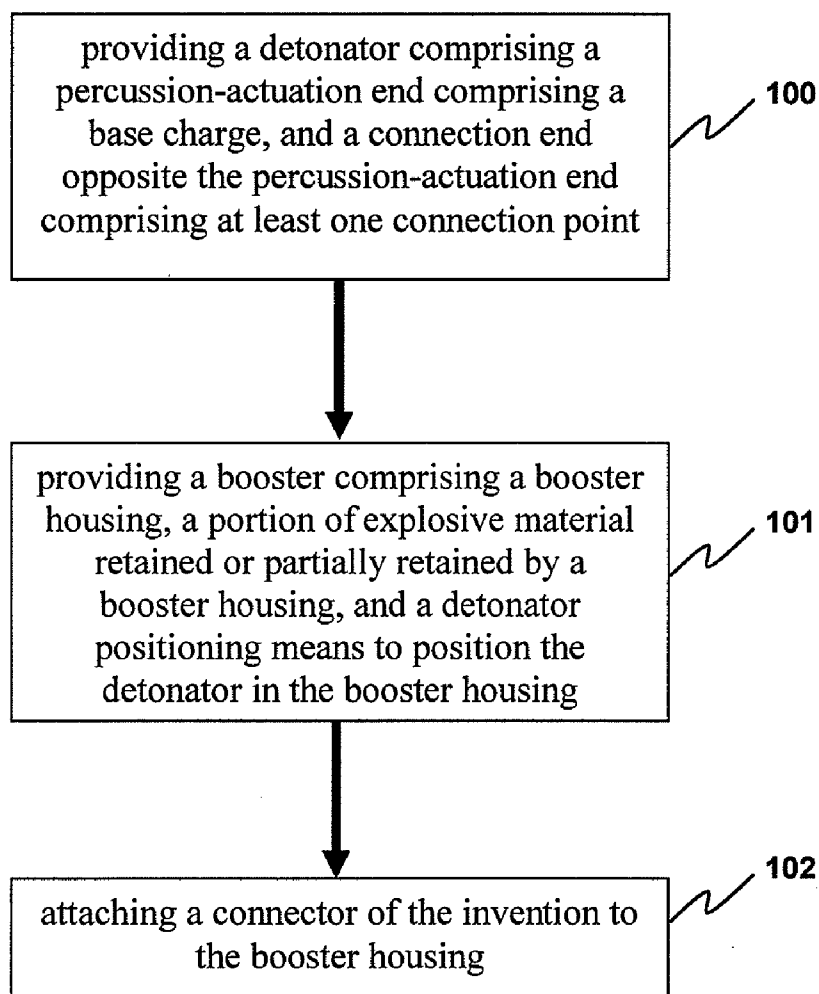 providing a detonator comprising a
percussion-actuation end comprising a
base charge, and a connection end
opposite the percussion-actuation end
comprising at least one connection point
100
providing a booster comprising a booster
housing, a portion of explosive material
retained or partially retained by a
booster housing, and a detonator
positioning means to position the
detonator in the booster housing
101
attaching a connector of the invention to
the booster housing
102